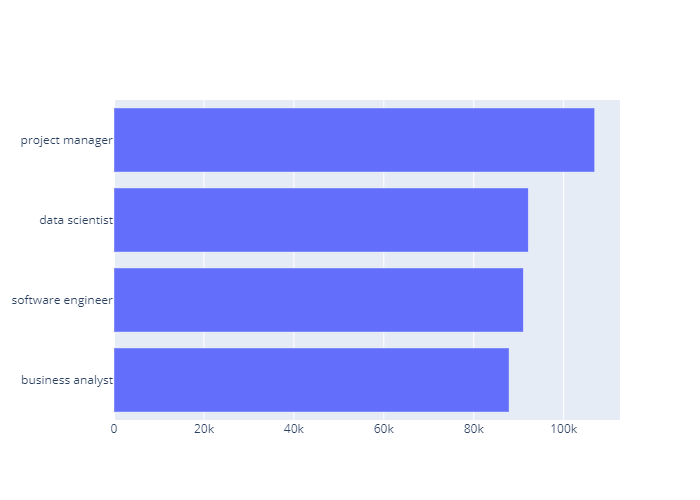 project manager
data scientist
software engineer
business analyst
0 20k 40k 60k 80k 100k